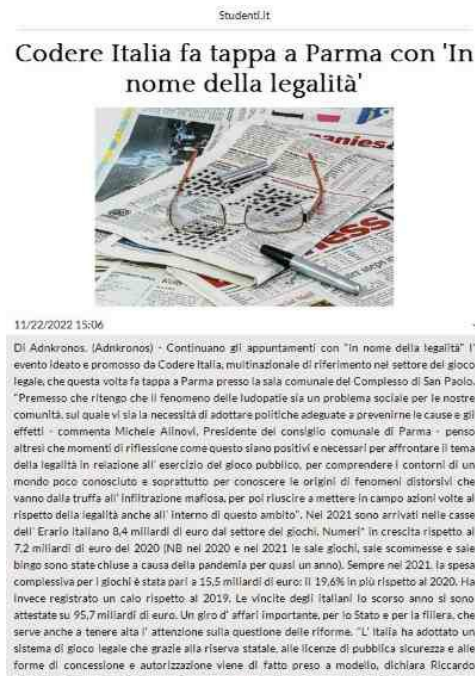 Studenti.it
Codere Italia fa tappa a Parma con 'In
nome della legalità'
anies
ESS
11/22/2022 15:06
Di Adnkronos. (Adnkronos) - Continuano gli appuntamenti con "In nome della legalità" l'
evento ideato e promosso da Codere Italia, multinazionale di riferimento nel settore del gioco
legale, che questa volta fa tappa a Parma presso la sala comunale del Complesso di San Paolo.
"Premesso che ritengo che il fenomeno delle ludopatie sia un problema sociale per le nostre
comunità, sul quale vi sia la necessità di adottare politiche adeguate a prevenirne le cause e gli
effetti - commenta Michele Alinovi, Presidente del consiglio comunale di Parma - penso
altresì che momenti di riflessione come questo siano positivi e necessari per affrontare il tema
della legalità in relazione all' esercizio del gioco pubblico, per comprendere i contorni di un
mondo poco conosciuto e soprattutto per conoscere le origini di fenomeni distorsivi che
vanno dalla truffa all' infiltrazione mafiosa, per poi riuscire a mettere in campo azioni volte al
rispetto della legalità anche all' interno di questo ambito". Nel 2021 sono arrivati nelle casse
dell' Erario italiano 8,4 miliardi di euro dal settore dei giochi. Numeri" in crescita rispetto ai
7,2 miliardi di euro del 2020 (NB nel 2020 e nel 2021 le sale giochi, sale scommesse e sale
bingo sono state chiuse a causa della pandemia per quasi un anno). Sempre nel 2021, la spesa
complessiva per i giochi è stata pari a 15,5 miliardi di euro: il 19,6% in più rispetto al 2020. Ha
invece registrato un calo rispetto al 2019. Le vincite degli italiani lo scorso anno si sono
attestate su 95,7 miliardi di euro. Un giro d' affari importante, per lo Stato e per la filiera, che
serve anche a tenere alta l' attenzione sulla questione delle riforme. "L' Italia ha adottato un
sistema di gioco legale che grazie alla riserva statale, alle licenze di pubblica sicurezza e alle
forme di concessione e autorizzazione viene di fatto preso a modello, dichiara Riccardo